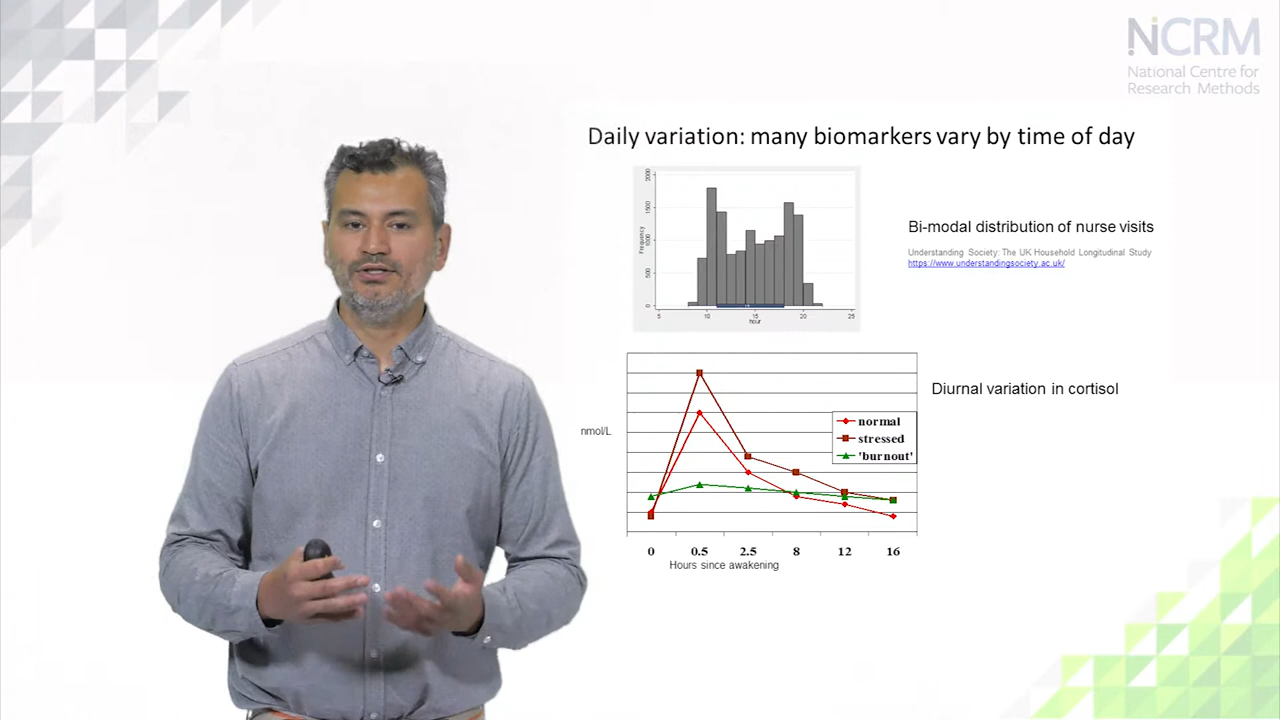 NCRM
National Centre for
Research Methods
Daily variation: many biomarkers vary by time of day
Frequency
2000
1500
1000
500
0
5
10
15
20
25
hour
Bi-modal distribution of nurse visits
Understanding Society: The UK Household Longitudinal Study
https://www.understandingsociety.ac.uk/
Diurnal variation in cortisol
nmol/L
normal
stressed
'burnout'
0
0.5
2.5
8
12
16
Hours since awakening